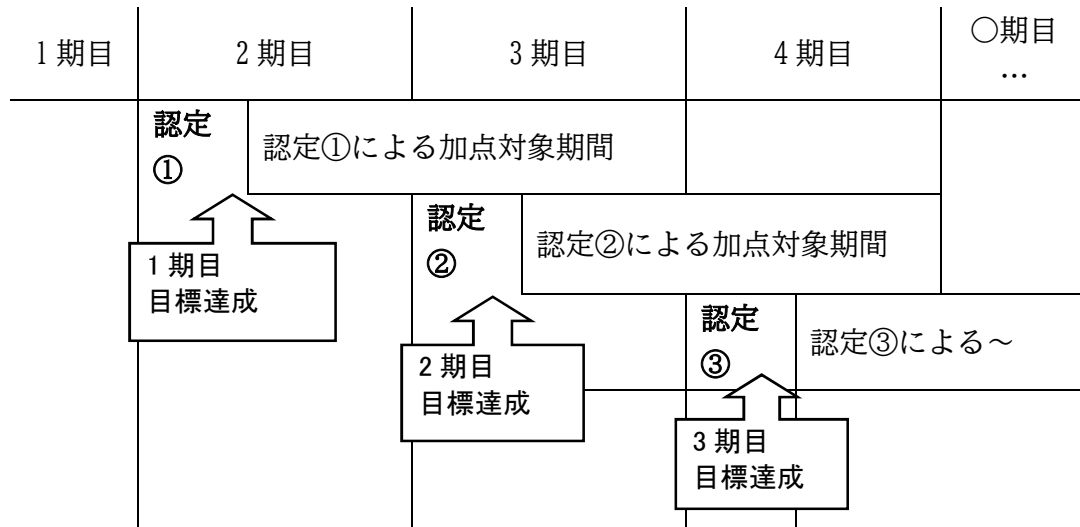 1期目
2期目
3期目
4期目
○期目
…
認定
①
認定①による加点対象期間
1期目
目標達成
認定
②
認定②による加点対象期間
2期目
目標達成
認定
③
認定③による～
3期目
目標達成